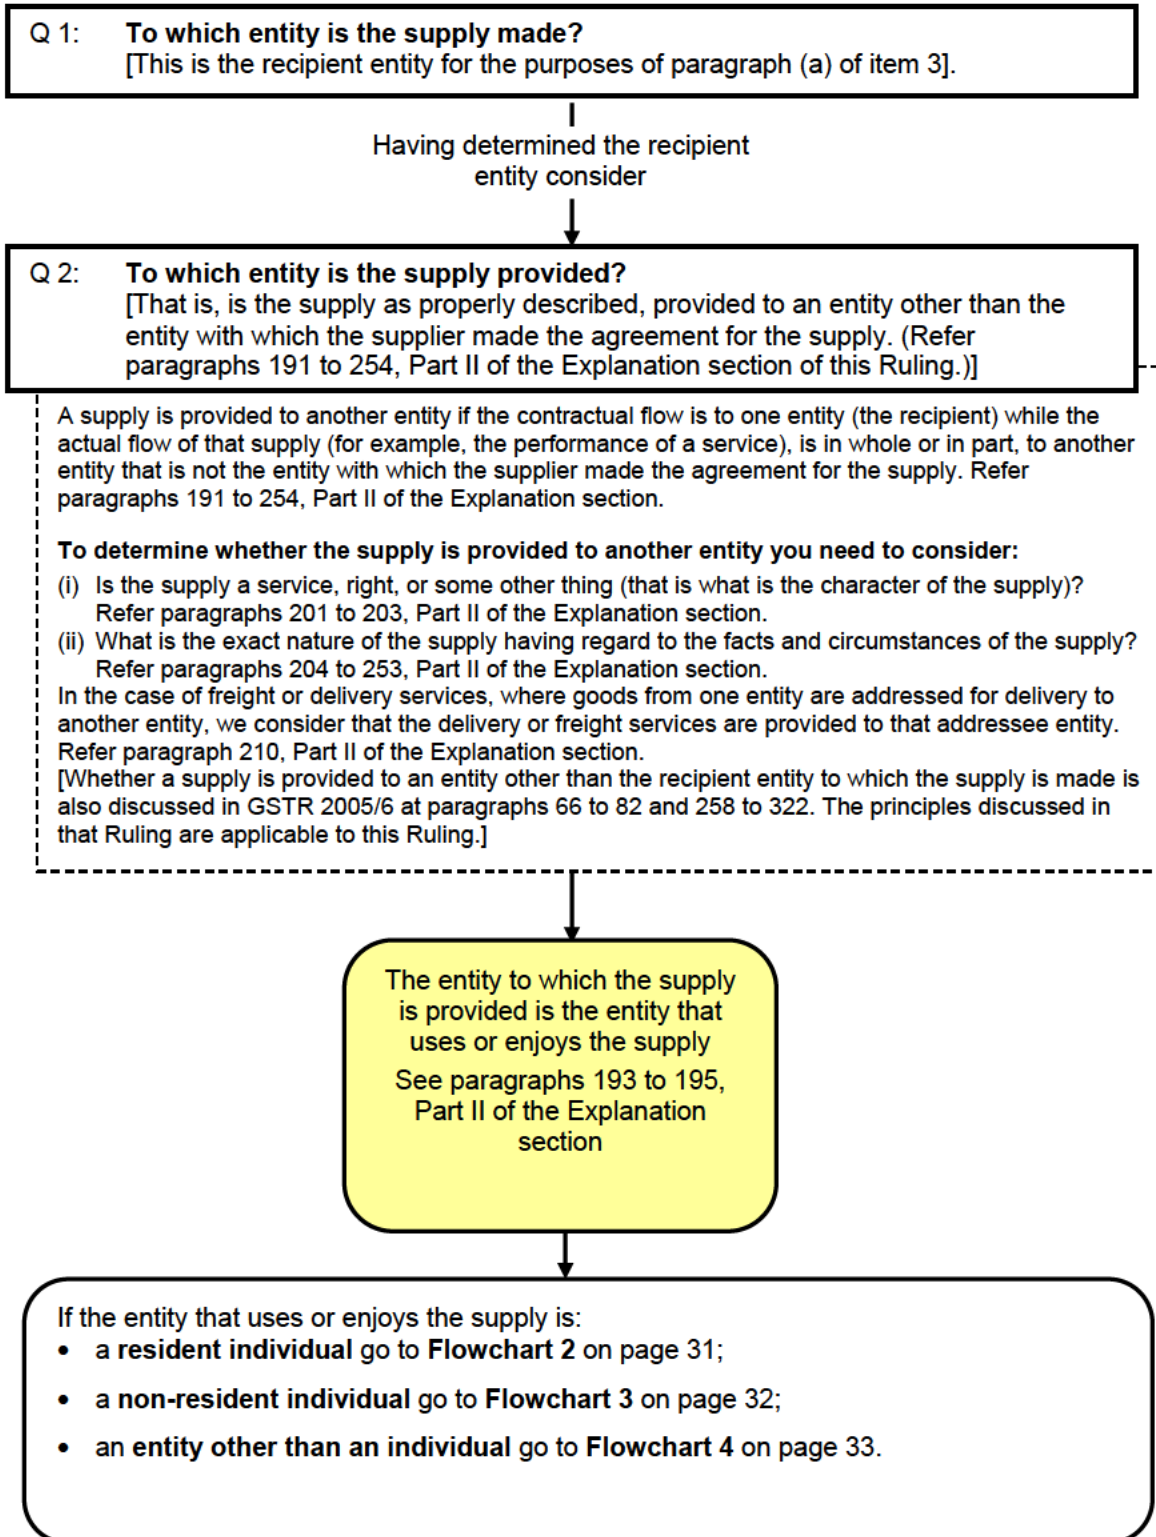 Q 1: To which entity is the supply made?
[This is the recipient entity for the purposes of paragraph (a) of item 3].
Having determined the recipient
entity consider
Q 2: To which entity is the supply provided?
[That is, is the supply as properly described, provided to an entity other than the
entity with which the supplier made the agreement for the supply. (Refer
paragraphs 191 to 254, Part II of the Explanation section of this Ruling.)]
A supply is provided to another entity if the contractual flow is to one entity (the recipient) while the
actual flow of that supply (for example, the performance of a service), is in whole or in part, to another
entity that is not the entity with which the supplier made the agreement for the supply. Refer
paragraphs 191 to 254, Part II of the Explanation section.
To determine whether the supply is provided to another entity you need to consider:
(i) Is the supply a service, right, or some other thing (that is what is the character of the supply)?
Refer paragraphs 201 to 203, Part II of the Explanation section.
(ii) What is the exact nature of the supply having regard to the facts and circumstances of the supply?
Refer paragraphs 204 to 253, Part II of the Explanation section.
In the case of freight or delivery services, where goods from one entity are addressed for delivery to
another entity, we consider that the delivery or freight services are provided to that addressee entity.
Refer paragraph 210, Part II of the Explanation section.
[Whether a supply is provided to an entity other than the recipient entity to which the supply is made is
also discussed in GSTR 2005/6 at paragraphs 66 to 82 and 258 to 322. The principles discussed in
that Ruling are applicable to this Ruling.]
The entity to which the supply
is provided is the entity that
uses or enjoys the supply
See paragraphs 193 to 195,
Part II of the Explanation
section
If the entity that uses or enjoys the supply is:
• a resident individual go to Flowchart 2 on page 31;
• a non-resident individual go to Flowchart 3 on page 32;
• an entity other than an individual go to Flowchart 4 on page 33.